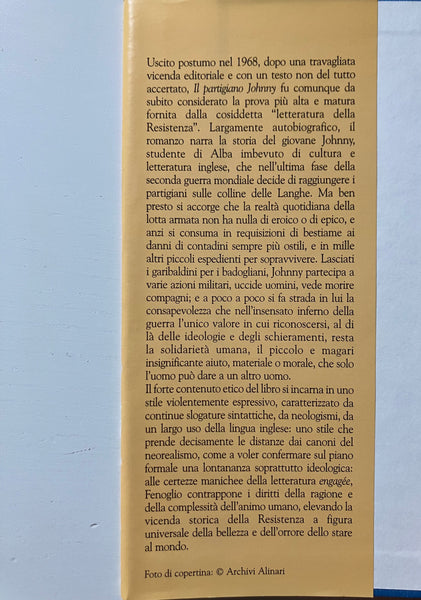 Uscito postumo nel 1968, dopo una travagliata
vicenda editoriale e con un testo non del tutto
accertato, Il partigiano Johnny fu comunque da
subito considerato la prova più alta e matura
fornita dalla cosiddetta “letteratura della
Resistenza”. Largamente autobiografico, il
romanzo narra la storia del giovane Johnny,
studente di Alba imbevuto di cultura e
letteratura inglese, che nell'ultima fase della
seconda guerra mondiale decide di raggiungere i
partigiani sulle colline delle Langhe. Ma ben
presto si accorge che la realtà quotidiana della
lotta armata non ha nulla di eroico o di epico, e
anzi si consuma in requisizioni di bestiame ai
danni di contadini sempre più ostili, e in mille
altri piccoli espedienti per sopravvivere. Lasciati
i garibaldini per i badogliani, Johnny partecipa a
varie azioni militari, uccide uomini, vede morire
compagni; e a poco a poco si fa strada in lui la
consapevolezza che nell'insensato inferno della
guerra l'unico valore in cui riconoscersi, al di
là delle ideologie e degli schieramenti, resta
la solidarietà umana, il piccolo e magari
insignificante aiuto, materiale o morale, che solo
l'uomo può dare a un altro uomo.
Il forte contenuto etico del libro si incarna in uno
stile violentemente espressivo, caratterizzato da
continue slogature sintattiche, da neologismi, da
un largo uso della lingua inglese: uno stile che
prende decisamente le distanze dai canoni del
neorealismo, come a voler confermare sul piano
formale una lontananza soprattutto ideologica:
alle certezze manichee della letteratura engagée,
Fenoglio contrappone i diritti della ragione e
della complessità dell'animo umano, elevando la
vicenda storica della Resistenza a figura
universale della bellezza e dell'orrore dello stare
al mondo.
Foto di copertina: © Archivi Alinari